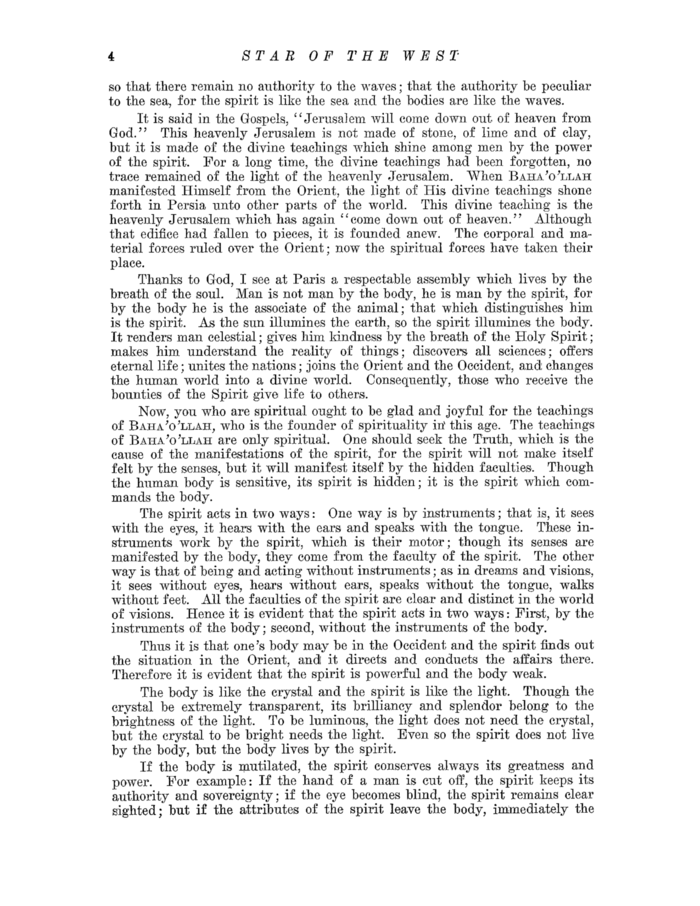 4 STAR OF THE WEST
so that there remain no authority to the waves; that the authority be peculiar
to the sea, for the spirit is like the sea and the bodies are like the waves.
It is said in the Gospels, "Jerusalem will come down out of heaven from
God." This heavenly Jerusalem is not made of stone, of lime and of clay,
but it is made of the divine teachings which shine among men by the power
of the spirit. For a long time, the divine teachings had been forgotten, no
trace remained of the light of the heavenly Jerusalem. When BAHA'O'LLAH
manifested Himself from the Orient, the light of His divine teachings shone
forth in Persia unto other parts of the world. This divine teaching is the
heavenly Jerusalem which has again "come down out of heaven." Although
that edifice had fallen to pieces, it is founded anew. The corporal and ma-
terial forces ruled over the Orient; now the spiritual forces have taken their
place.
Thanks to God, I see at Paris a respectable assembly which lives by the
breath of the soul. Man is not man by the body, he is man by the spirit, for
by the body he is the associate of the animal; that which distinguishes him
is the spirit. As the sun illumines the earth, so the spirit illumines the body.
It renders man celestial; gives him kindness by the breath of the Holy Spirit;
makes him understand the reality of things; discovers all sciences; offers
eternal life; unites the nations; joins the Orient and the Occident, and changes
the human world into a divine world. Consequently, those who receive the
bounties of the Spirit give life to others.
Now, you who are spiritual ought to be glad and joyful for the teachings
of BAHA'O'LLAH, who is the founder of spirituality in this age. The teachings
of BAHA'O'LLAH are only spiritual. One should seek the Truth, which is the
cause of the manifestations of the spirit, for the spirit will not make itself
felt by the senses, but it will manifest itself by the hidden faculties. Though
the human body is sensitive, its spirit is hidden; it is the spirit which com-
mands the body.
The spirit acts in two ways: One way is by instruments; that is, it sees
with the eyes, it hears with the ears and speaks with the tongue. These in-
struments work by the spirit, which is their motor; though its senses are
manifested by the body, they come from the faculty of the spirit. The other
way is that of being and acting without instruments; as in dreams and visions,
it sees without eyes, hears without ears, speaks without the tongue, walks
without feet. All the faculties of the spirit are clear and distinct in the world
of visions. Hence it is evident that the spirit acts in two ways: First, by the
instruments of the body; second, without the instruments of the body.
Thus it is that one's body may be in the Occident and the spirit finds out
the situation in the Orient, and it directs and conducts the affairs there.
Therefore it is evident that the spirit is powerful and the body weak.
The body is like the crystal and the spirit is like the light. Though the
crystal be extremely transparent, its brilliancy and splendor belong to the
brightness of the light. To be luminous, the light does not need the crystal,
but the crystal to be bright needs the light. Even so the spirit does not live
by the body, but the body lives by the spirit.
If the body is mutilated, the spirit conserves always its greatness and
power. For example: If the hand of a man is cut off, the spirit keeps its
authority and sovereignty; if the eye becomes blind, the spirit remains clear
sighted; but if the attributes of the spirit leave the body, immediately the